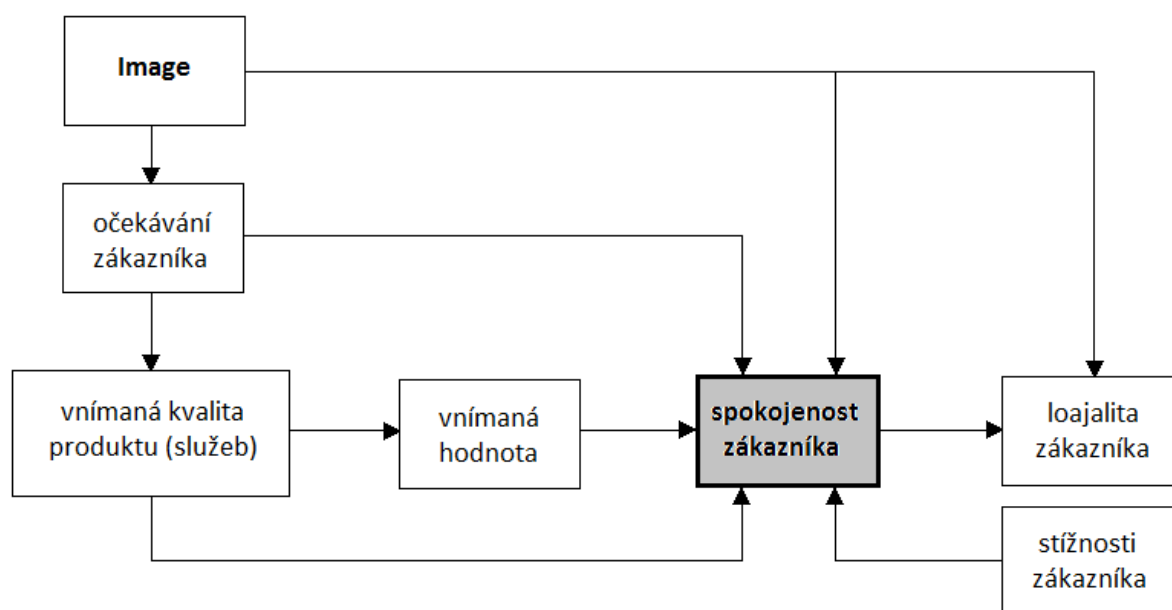 Image
očekávání
zákazníka
vnímaná kvalita
produktu (služeb)
vnímaná
hodnota
spokojenost
zákazníka
loajalita
zákazníka
stížnosti
zákazníka